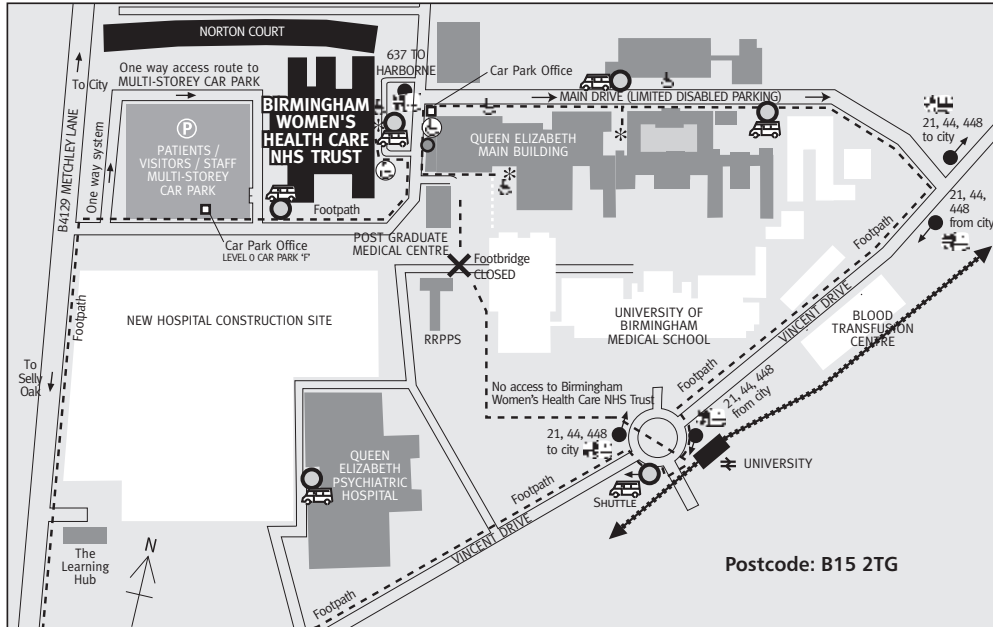 NORTON COURT
One way access route to
MULTI-STOREY CAR PARK
637 TO
HARBORNE
Car Park Office
To City
B4129 METCHLEY LANE
One way system
P
PATIENTS /
VISITORS / STAFF
MULTI-STOREY
CAR PARK
BIRMINGHAM
WOMEN'S
HEALTH CARE
NHS TRUST
MAIN DRIVE (LIMITED DISABLED PARKING)
QUEEN ELIZABETH
MAIN BUILDING
21, 44, 448
to city
21, 44,
448
from city
Footpath
Car Park Office
LEVEL 0 CAR PARK 'F'
POST GRADUATE
MEDICAL CENTRE
Footbridge
CLOSED
Footpath
VINCENT DRIVE
Footpath
NEW HOSPITAL CONSTRUCTION SITE
RRPPS
UNIVERSITY OF
BIRMINGHAM
MEDICAL SCHOOL
BLOOD
TRANSFUSION
CENTRE
To
Selly
Oak
No access to Birmingham
Women's Health Care NHS Trust
Footpath
21, 44, 448
from city
21, 44, 448
to city
UNIVERSITY
QUEEN
ELIZABETH
PSYCHIATRIC
HOSPITAL
Footpath
SHUTTLE
VINCENT DRIVE
The
Learning
Hub
N
Footpath
Postcode: B15 2TG